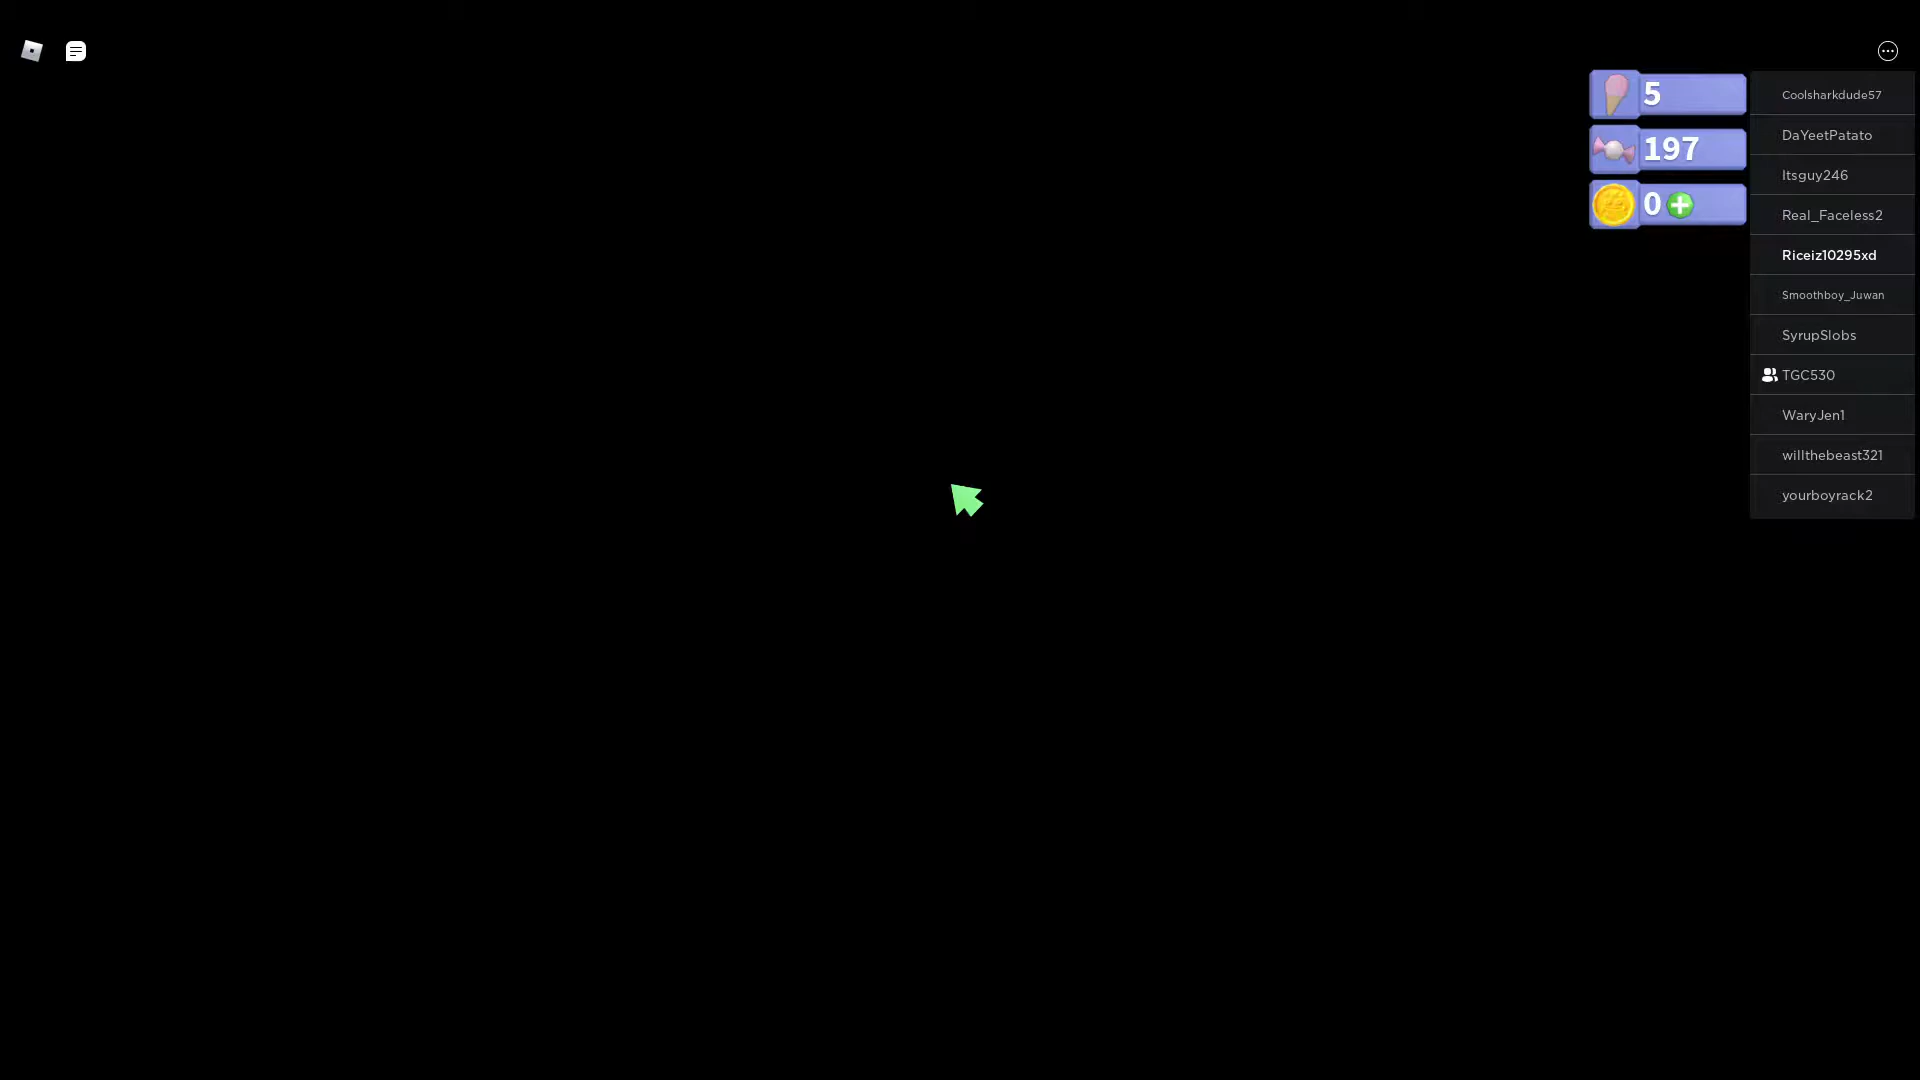 5
197
0
Coolsharkdude57
DaYeetPatato
Itsguy246
Real_Faceless2
Riceiz10295xd
Smoothboy_Juwan
SyrupSlobs
TGC530
WaryJen1
willthebeast321
yourboyrack2